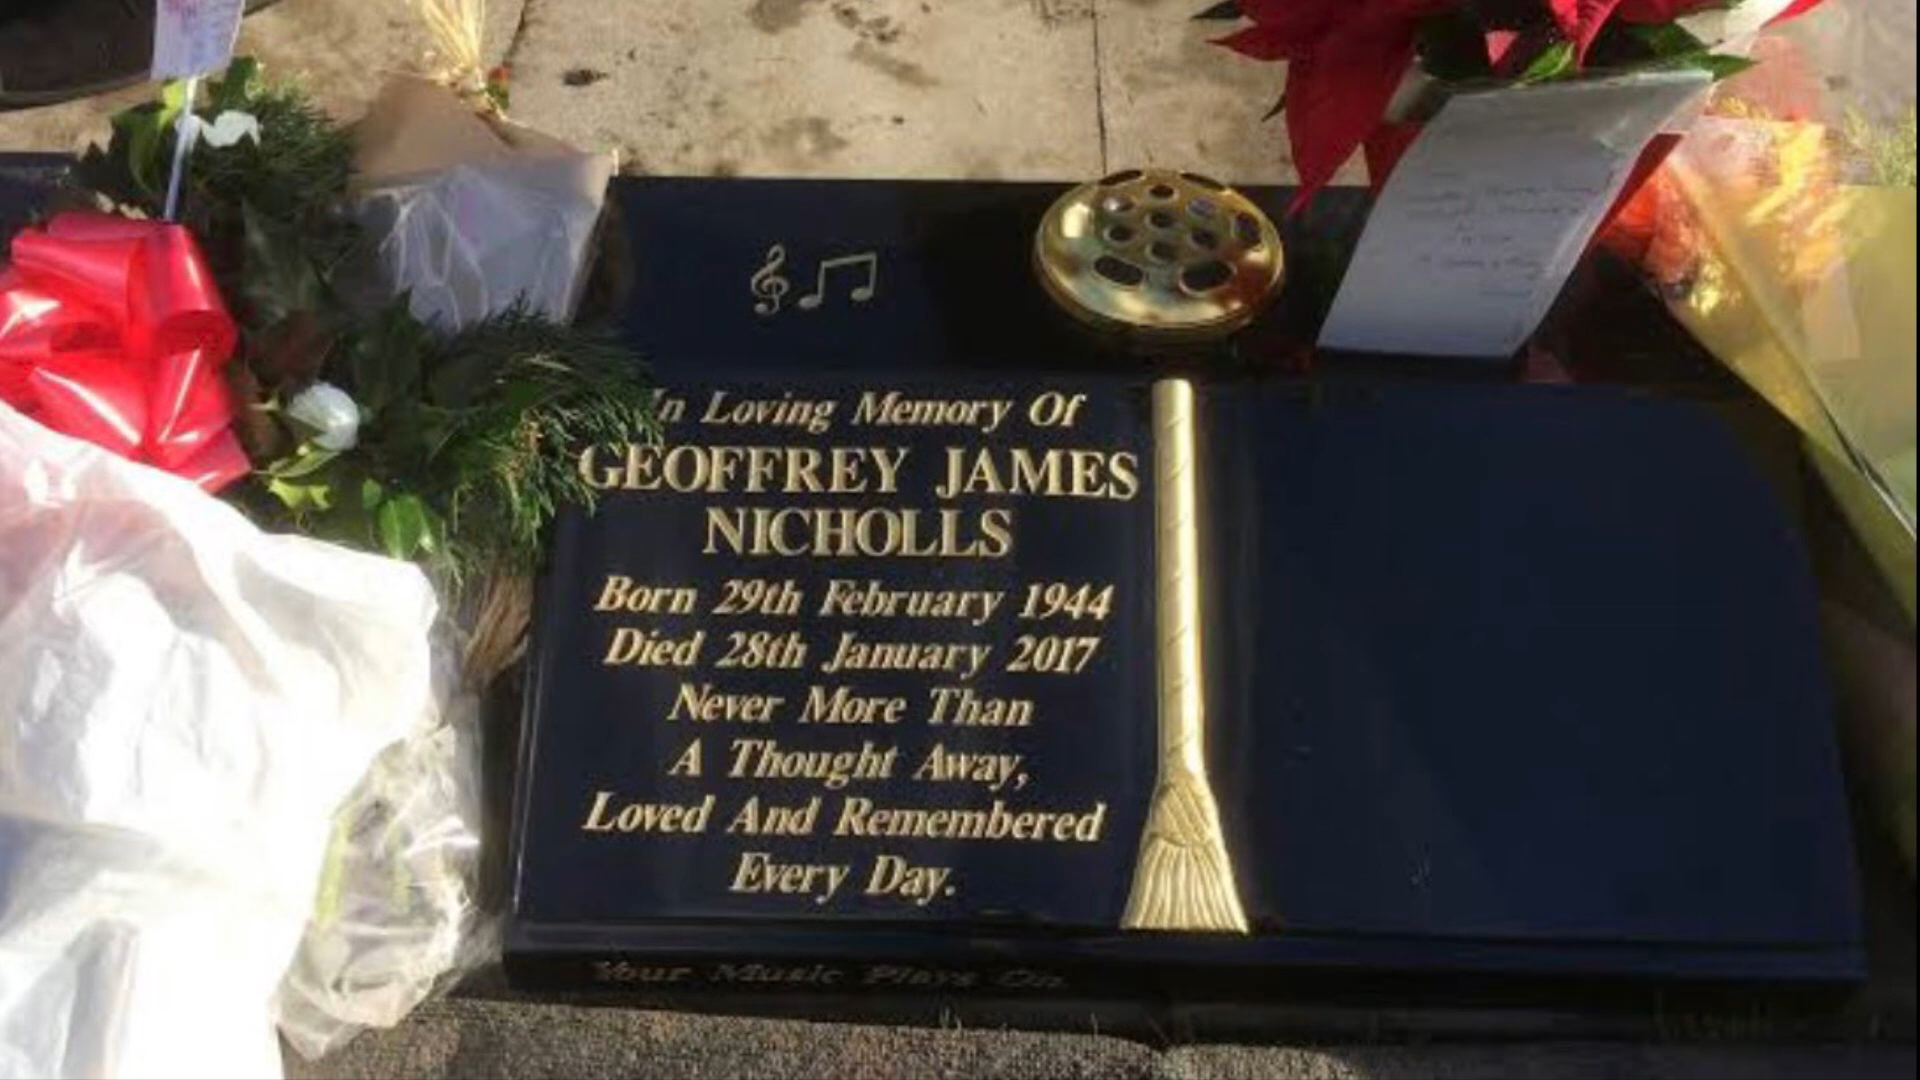 In Loving Memory Of
GEOFFREY JAMES
NICHOLLS
Born 29th February 1944
Died 28th January 2017
Never More Than
A Thought Away,
Loved And Remembered
Every Day.
Your Music Plays On